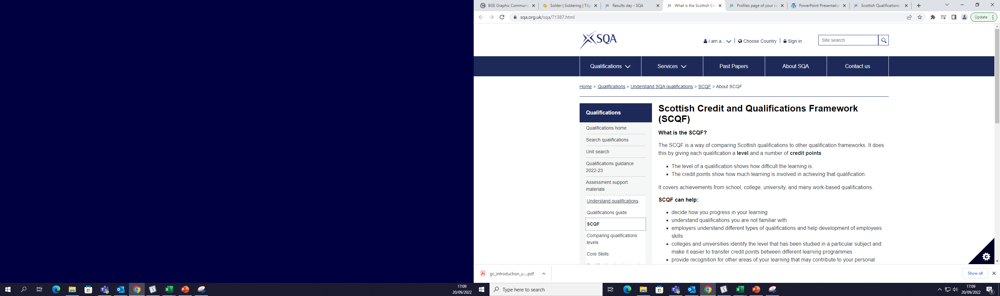 BGE Graphic Communic
Solder | Soldering | Tilg
Results day - SQA
What is the Scottish Cre
Profiles page of your ce
PowerPoint Presentatio
Scottish Qualifications A
sqa.org.uk/sqa/71387.html
Update
SQA
I am a...
Choose Country
Sign in
Site search
Qualifications
Services
Past Papers
About SQA
Contact us
Home > Qualifications > Understand SQA qualifications > SCQF > About SCQF
Qualifications
Qualifications home
Search qualifications
Unit search
Qualifications guidance
2022-23
Assessment support
materials
Understand qualifications
Qualifications guide
SCQF
Comparing qualifications
levels
Core Skills
Scottish Credit and Qualifications Framework
(SCQF)
What is the SCQF?
The SCQF is a way of comparing Scottish qualifications to other qualification frameworks. It does
this by giving each qualification a level and a number of credit points.
The level of a qualification shows how difficult the learning is.
The credit points show how much learning is involved in achieving that qualification.
It covers achievements from school, college, university, and many work-based qualifications.
SCQF can help:
decide how you progress in your learning
understand qualifications you are not familiar with
employers understand different types of qualifications and help development of employees
skills
colleges and universities identify the level that has been studied in a particular subject and
make it easier to transfer credit points between different learning programmes
provide recognition for other areas of your learning that may contribute to your personal
gc_introduction_u....pdf
Show all
17:09
20/09/2022
Type here to search
17:09
20/09/2022
3